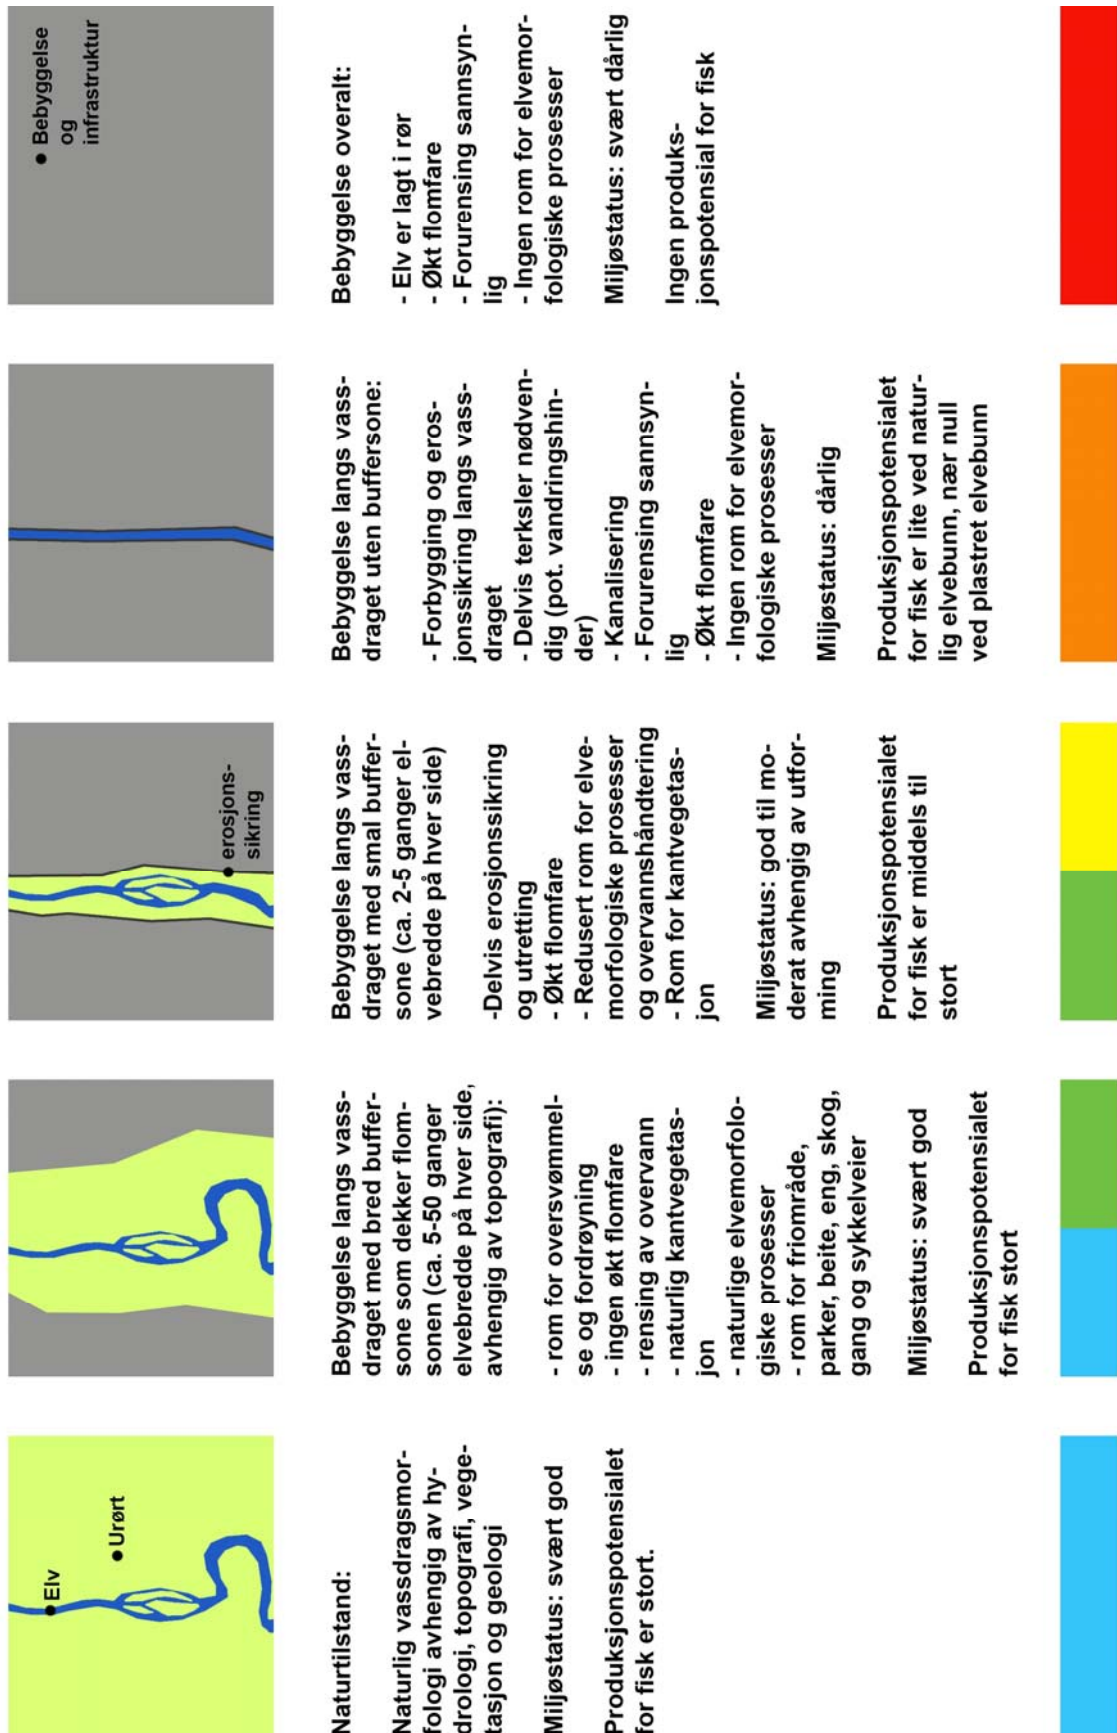 Elv
Urørt
Naturtilstand:
Naturlig vassdragsmor-
fologi avhengig av hy-
drologi, topografi, vege-
tasjon og geologi
Miljøstatus: svært god
Produksjonspotensialet
for fisk er stort.
Bebyggelse langs vass-
draget med bred buffer-
sone som dekker flom-
sonen (ca. 5-50 ganger
elvebredde på hver side,
avhengig av topografi):
- rom for oversvømmel-
se og fordrøyning
- ingen økt flomfare
- rensing av overvann
- naturlig kantvegetas-
jon
- naturlige elvemorfolo-
giske prosesser
- rom for friområde,
parker, beite, eng, skog,
gang og sykkelveier
Miljøstatus: svært god
Produksjonspotensialet
for fisk stort
erosjons-
sikring
Bebyggelse langs vass-
draget med smal buffer-
sone (ca. 2-5 ganger el-
vebredde på hver side)
-Delvis erosjonssikring
og utretting
- Økt flomfare
- Redusert rom for elve-
morfologiske prosesser
og overvannshåndtering
- Rom for kantvegetas-
jon
Miljøstatus: god til mo-
derat avhengig av utfor-
ming
Produksjonspotensialet
for fisk er middels til
stort
Bebyggelse langs vass-
draget uten buffersone:
- Forbygging og eros-
jonssikring langs vass-
draget
- Delvis terksler nødven-
dig (pot. vandringshin-
der)
- Kanalisering
- Forurensing sannsyn-
lig
- Økt flomfare
- Ingen rom for elvemor-
fologiske prosesser
Miljøstatus: dårlig
Produksjonspotensialet
for fisk er lite ved natur-
lig elvebunn, nær null
ved plastret elvebunn
Bebyggelse
og
infrastruktur
Bebyggelse overalt:
- Elv er lagt i rør
- Økt flomfare
- Forurensing sannsyn-
lig
- Ingen rom for elvemor-
fologiske prosesser
Miljøstatus: svært dårlig
Ingen produks-
jonspotensial for fisk